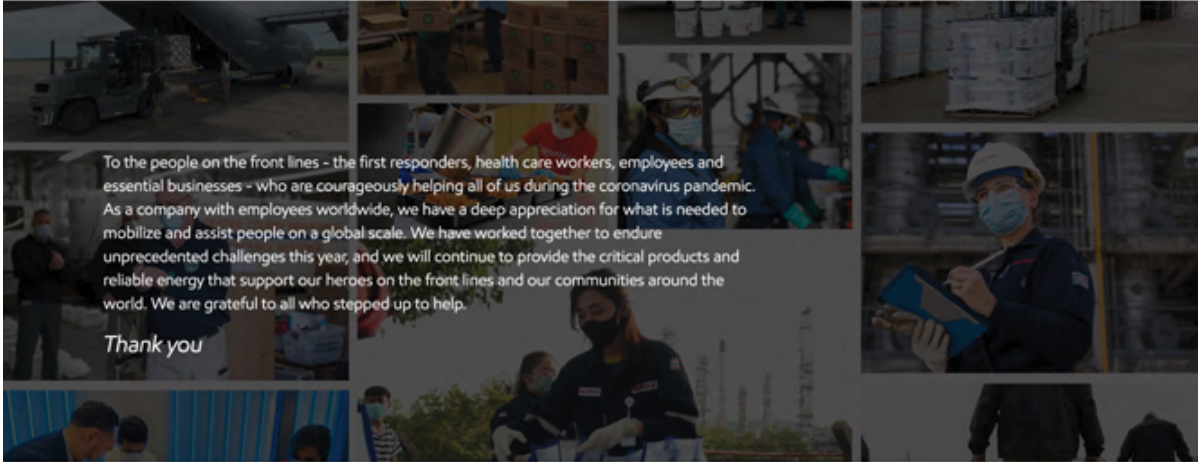 To the people on the front lines - the first responders, health care workers, employees and
essential businesses - who are courageously helping all of us during the coronavirus pandemic.
As a company with employees worldwide, we have a deep appreciation for what is needed to
mobilize and assist people on a global scale. We have worked together to endure
unprecedented challenges this year, and we will continue to provide the critical products and
reliable energy that support our heroes on the front lines and our communities around the
world. We are grateful to all who stepped up to help.
Thank you